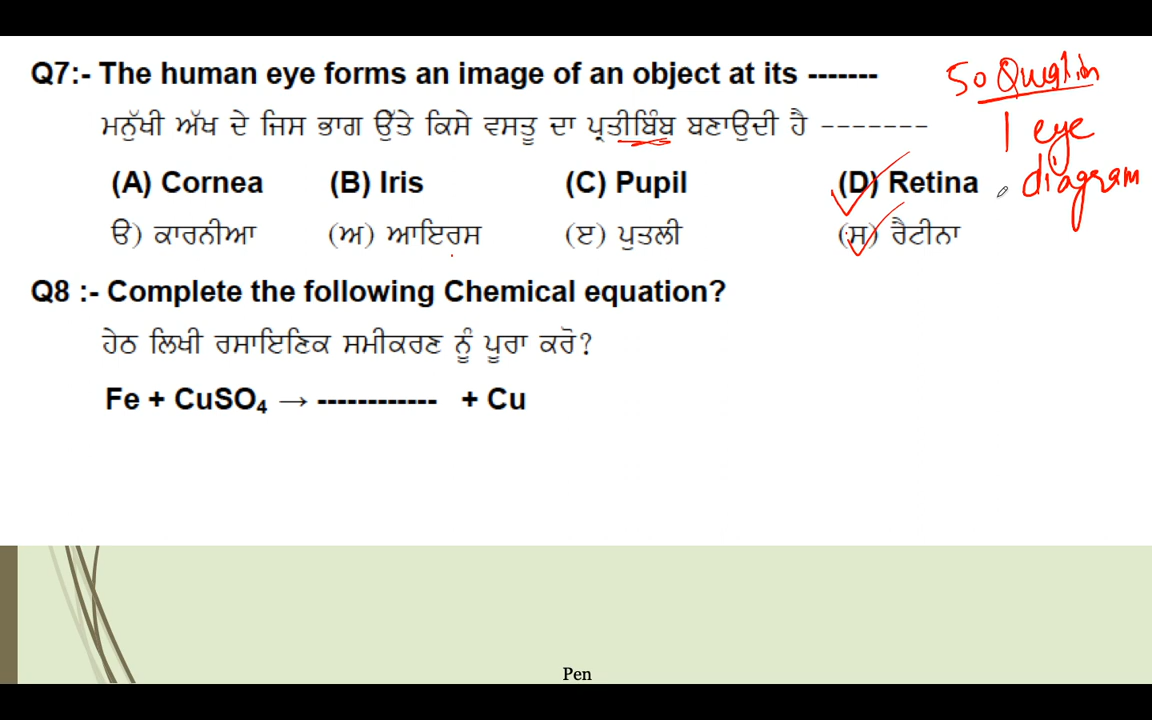 Q7:- The human eye forms an image of an object at its -------
ਮਨੁੱਖੀ ਅੱਖ ਦੇ ਜਿਸ ਭਾਗ ਉੱਤੇ ਕਿਸੇ ਵਸਤੂ ਦਾ ਪ੍ਰਤੀਬਿੰਬ ਬਣਾਉਦੀ ਹੈ -------
(A) Cornea (B) Iris (C) Pupil (D) Retina
ੳ) ਕਾਰਨੀਆ (ਅ) ਆਇਰਸ (ੲ) ਪੁਤਲੀ (ਸ) ਰੈਟੀਨਾ
50
1 eye
diagram
Q8 :- Complete the following Chemical equation?
ਹੇਠ ਲਿਖੀ ਰਸਾਇਣਿਕ ਸਮੀਕਰਣ ਨੂੰ ਪੂਰਾ ਕਰੋ?
Fe + CuSO₄ → ------------ + Cu
Pen